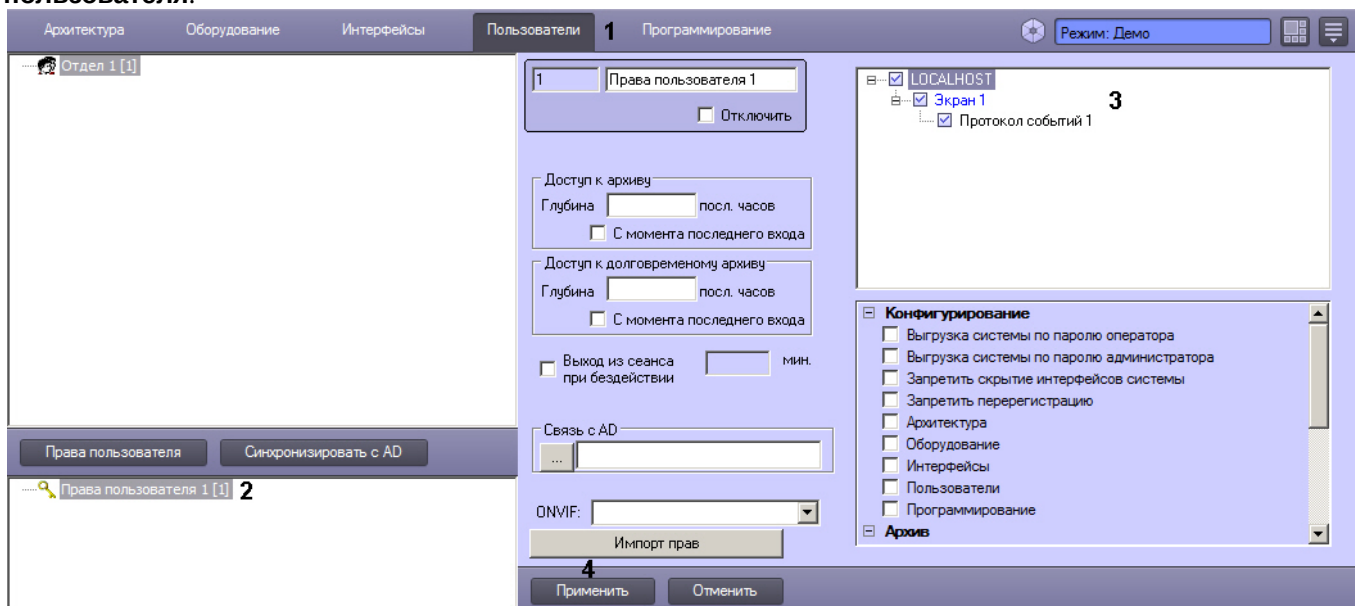 пользователя.
Архитектура Оборудование Интерфейсы Пользователи 1 Программирование Режим: Демо
Отдел 1 [1]
1 Права пользователя 1
Отключить
Доступ к архиву
Глубина посл. часов
С момента последнего входа
Доступ к долговременому архиву
Глубина посл. часов
С момента последнего входа
Выход из сеанса мин.
при бездействии
Связь с AD
...
ONVIF:
Импорт прав
4
Применить Отменить
LOCALHOST
Экран 1 3
Протокол событий 1
Конфигурирование
Выгрузка системы по паролю оператора
Выгрузка системы по паролю администратора
Запретить скрытие интерфейсов системы
Запретить перерегистрацию
Архитектура
Оборудование
Интерфейсы
Пользователи
Программирование
Архив
Права пользователя Синхронизировать с AD
Права пользователя 1 [1] 2